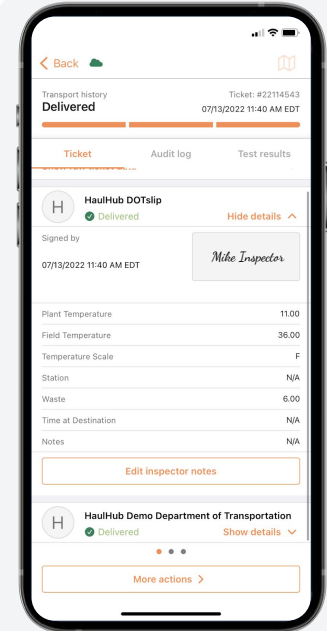 Back
Transport history
Ticket: #22114543
Delivered
07/13/2022 11:40 AM EDT
Ticket
Audit log
Test results
H
HaulHub DOTslip
Delivered
Hide details
Signed by
07/13/2022 11:40 AM EDT
Mike Inspector
Plant Temperature
11.00
Field Temperature
36.00
Temperature Scale
F
Station
N/A
Waste
6.00
Time at Destination
N/A
Notes
N/A
Edit inspector notes
H
HaulHub Demo Department of Transportation
Delivered
Show details
More actions